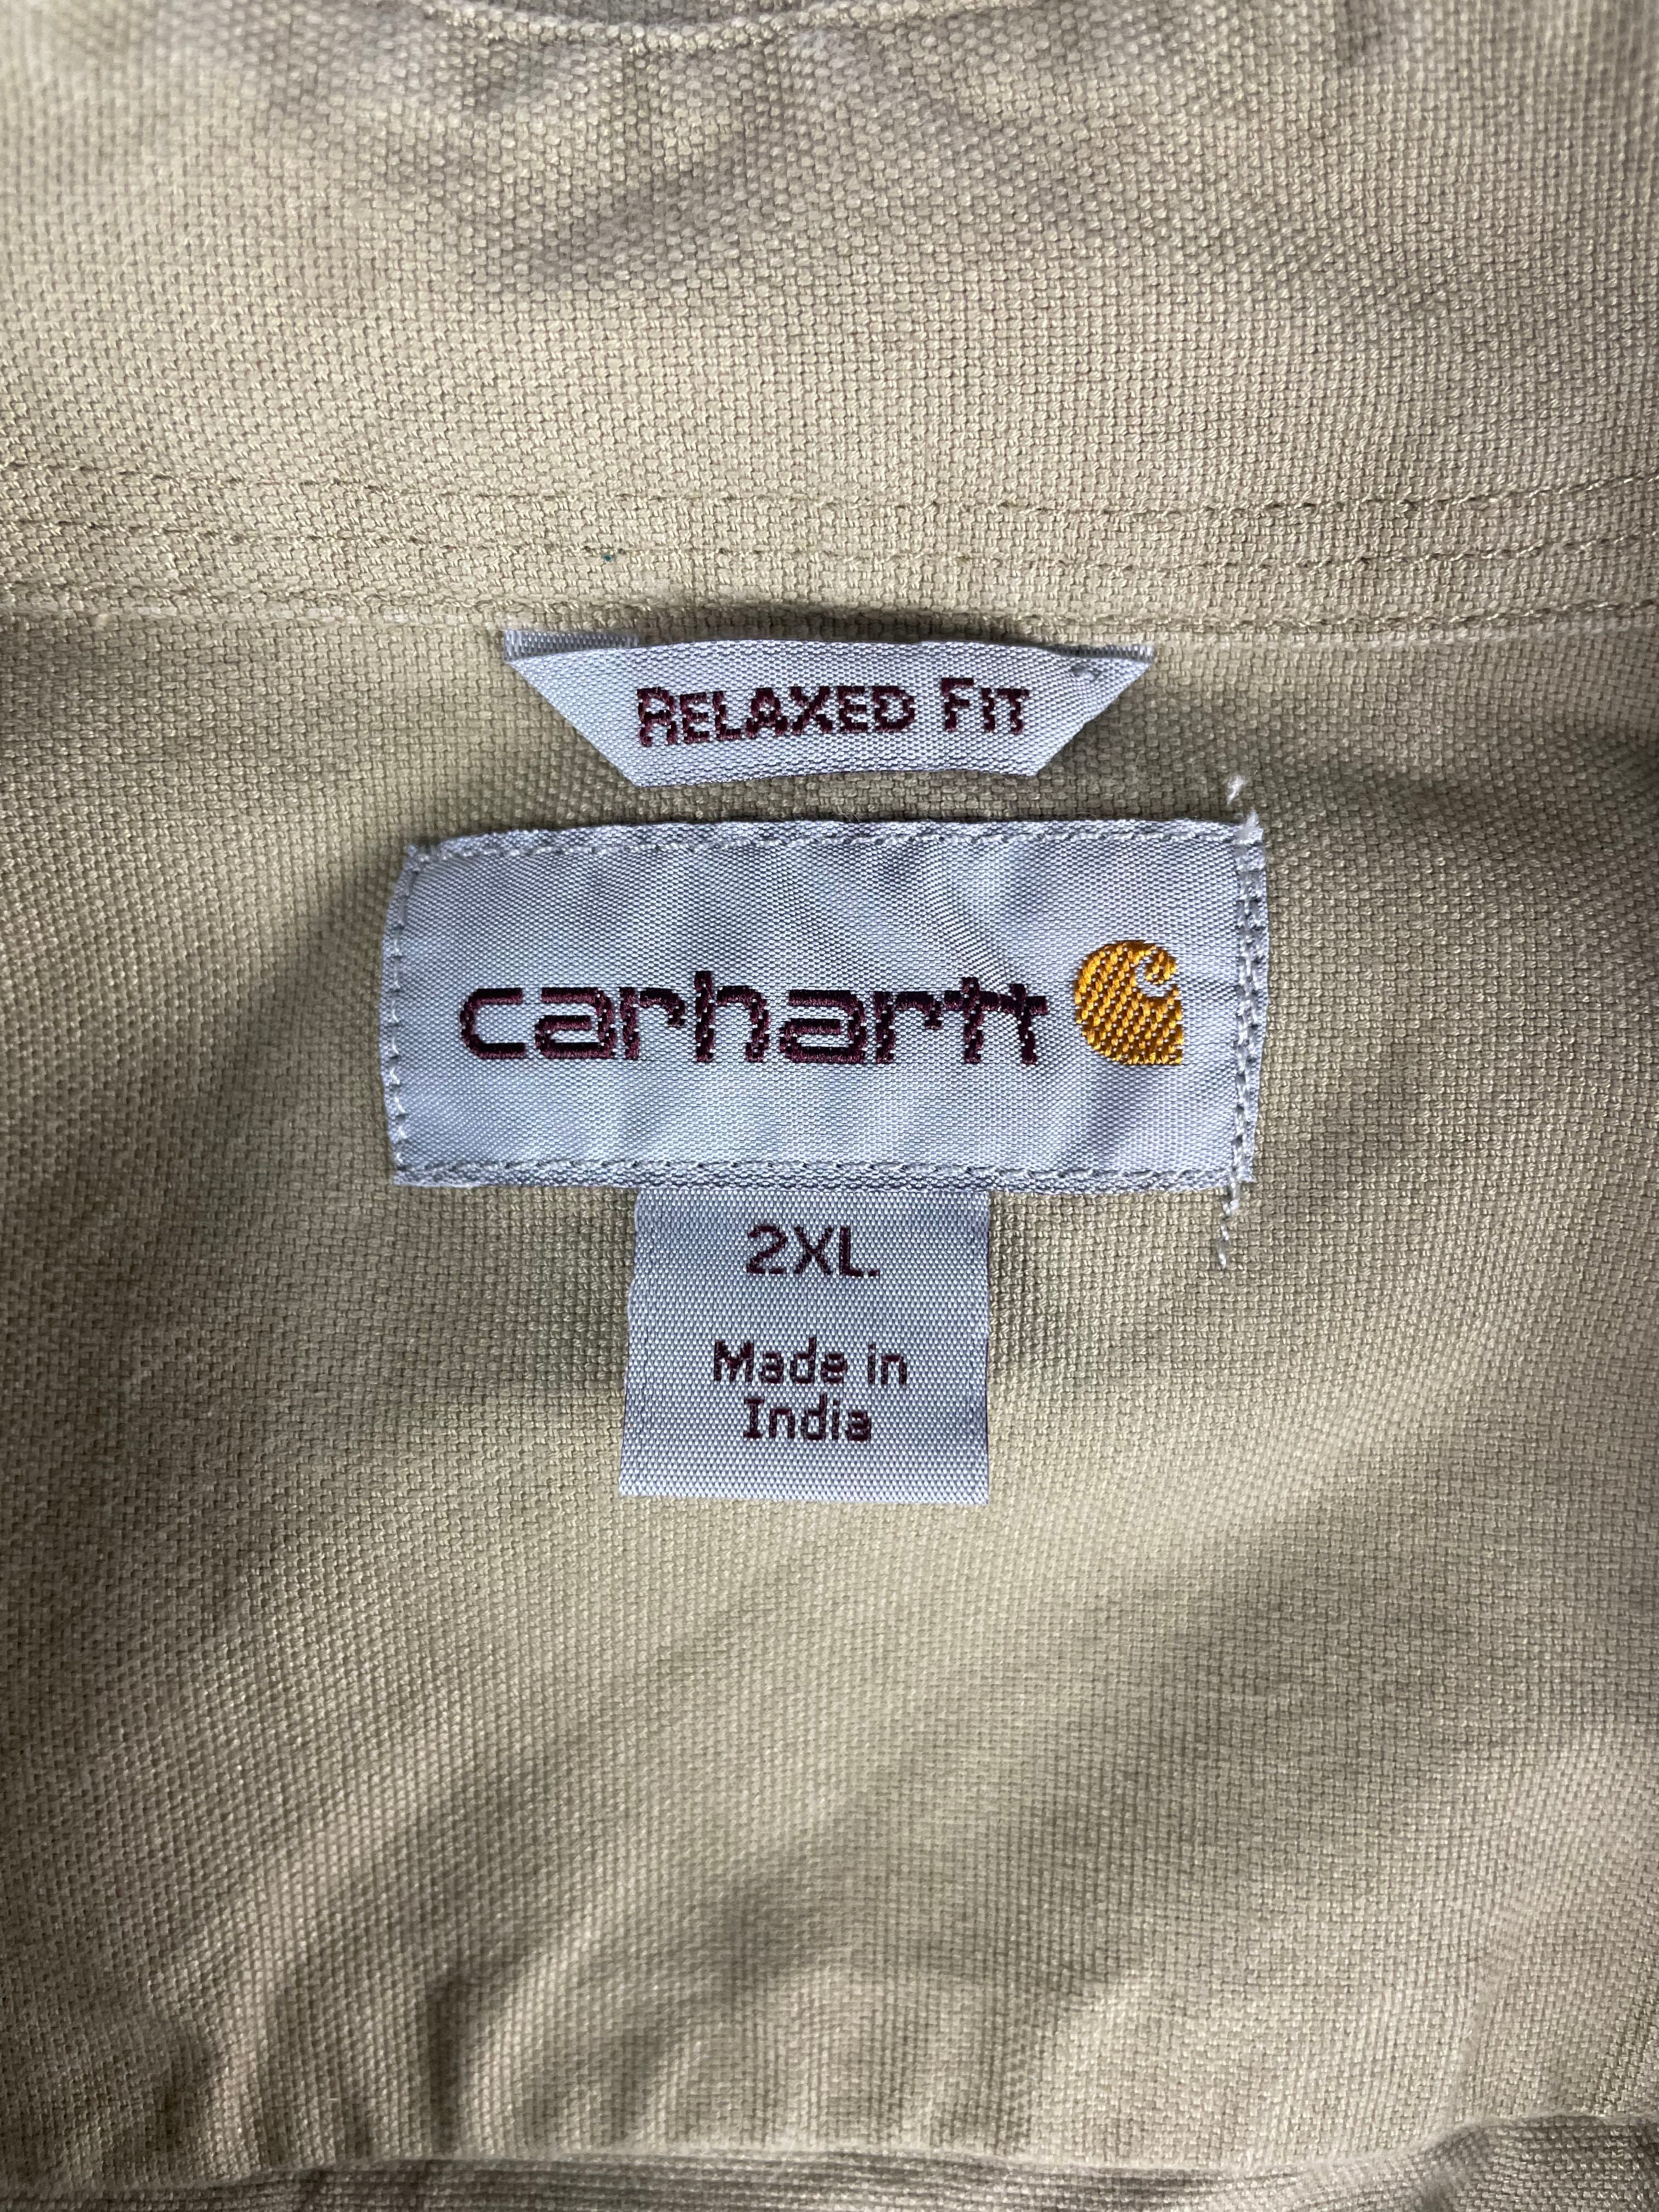 RELAXED FIT
carhartt
2XL.
Made in
India